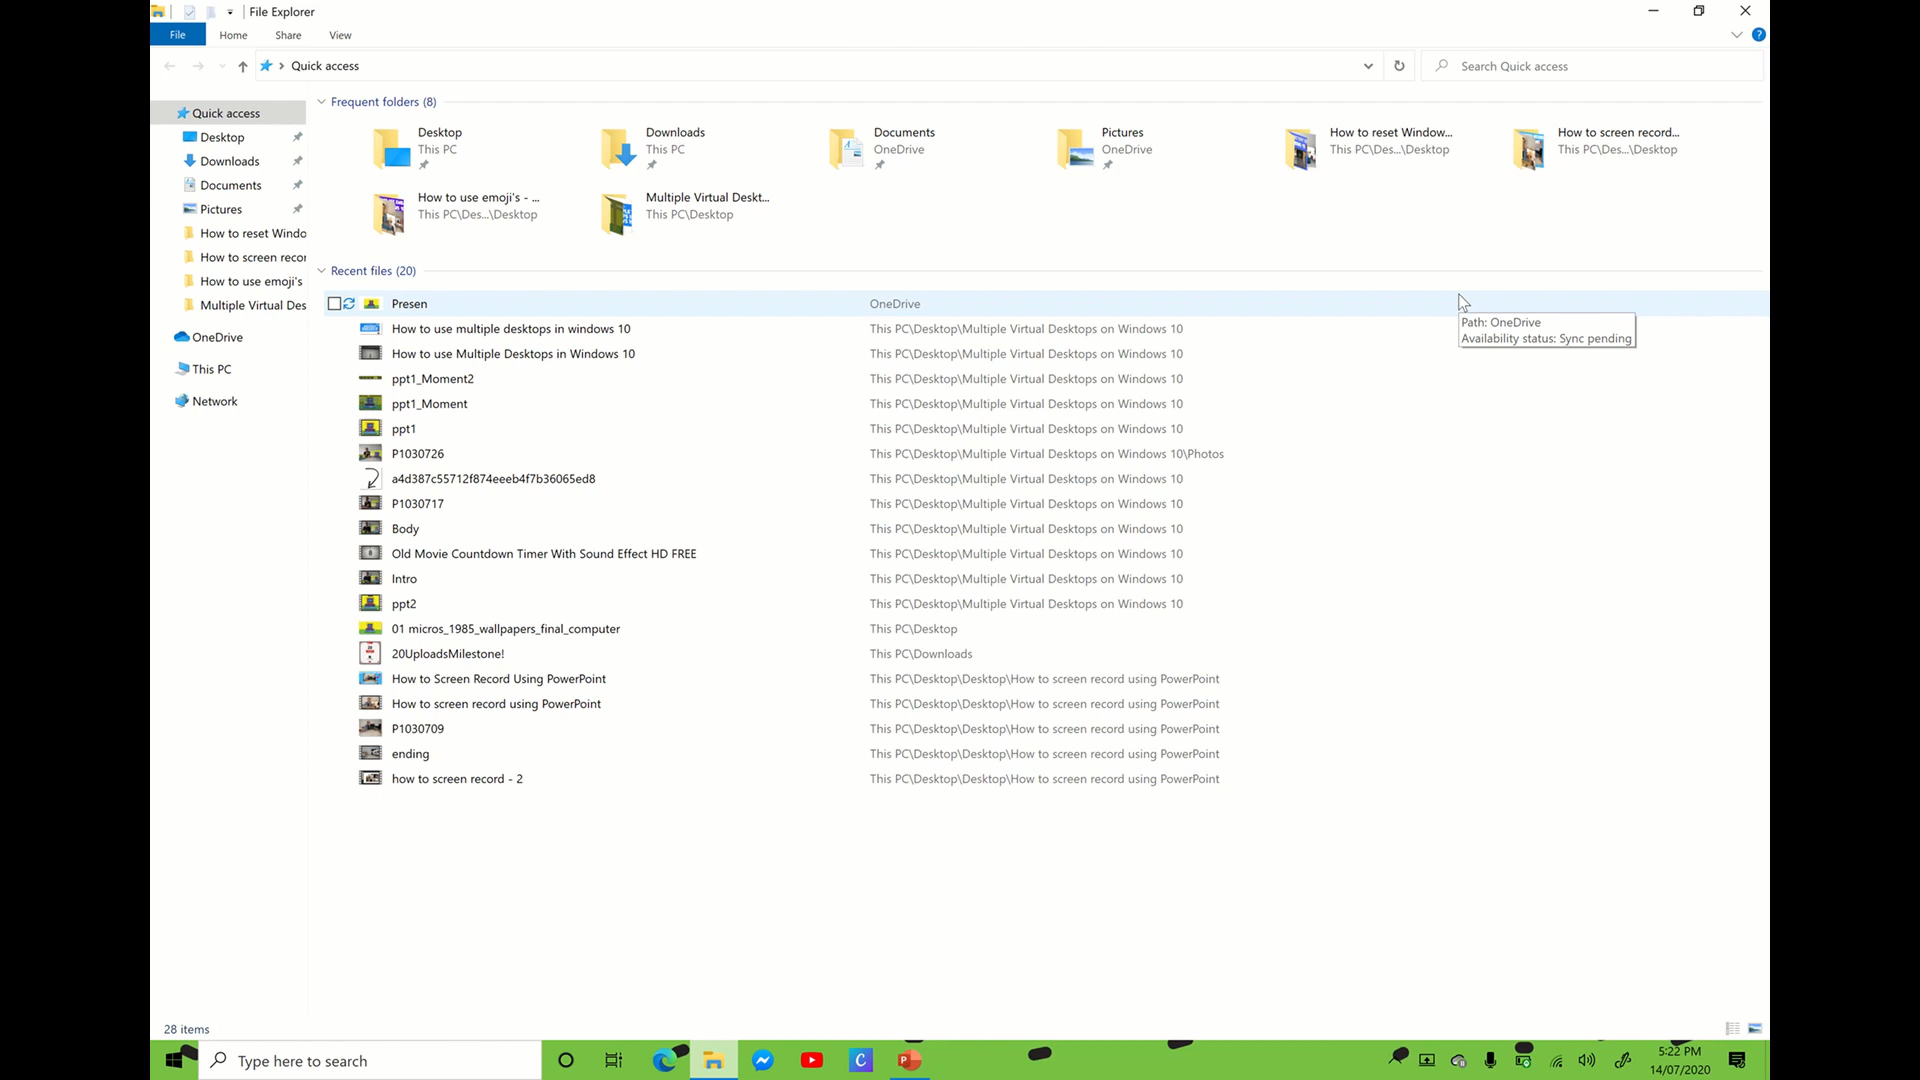 File Explorer
File Home Share View
Quick access
Search Quick access
Quick access
Desktop
Downloads
Documents
Pictures
How to reset Windo
How to screen recor
How to use emoji's
Multiple Virtual Des
OneDrive
This PC
Network
Frequent folders (8)
Desktop
This PC
Downloads
This PC
Documents
OneDrive
Pictures
OneDrive
How to reset Window...
This PC\Des...\Desktop
How to screen record...
This PC\Des...\Desktop
How to use emoji's - ...
This PC\Des...\Desktop
Multiple Virtual Deskt...
This PC\Desktop
Recent files (20)
Presen OneDrive
How to use multiple desktops in windows 10 This PC\Desktop\Multiple Virtual Desktops on Windows 10
How to use Multiple Desktops in Windows 10 This PC\Desktop\Multiple Virtual Desktops on Windows 10
ppt1_Moment2 This PC\Desktop\Multiple Virtual Desktops on Windows 10
ppt1_Moment This PC\Desktop\Multiple Virtual Desktops on Windows 10
ppt1 This PC\Desktop\Multiple Virtual Desktops on Windows 10
P1030726 This PC\Desktop\Multiple Virtual Desktops on Windows 10\Photos
a4d387c55712f874eeeb4f7b36065ed8 This PC\Desktop\Multiple Virtual Desktops on Windows 10
P1030717 This PC\Desktop\Multiple Virtual Desktops on Windows 10
Body This PC\Desktop\Multiple Virtual Desktops on Windows 10
Old Movie Countdown Timer With Sound Effect HD FREE This PC\Desktop\Multiple Virtual Desktops on Windows 10
Intro This PC\Desktop\Multiple Virtual Desktops on Windows 10
ppt2 This PC\Desktop\Multiple Virtual Desktops on Windows 10
01 micros_1985_wallpapers_final_computer This PC\Desktop
20UploadsMilestone! This PC\Downloads
How to Screen Record Using PowerPoint This PC\Desktop\Desktop\How to screen record using PowerPoint
How to screen record using PowerPoint This PC\Desktop\Desktop\How to screen record using PowerPoint
P1030709 This PC\Desktop\Desktop\How to screen record using PowerPoint
ending This PC\Desktop\Desktop\How to screen record using PowerPoint
how to screen record - 2 This PC\Desktop\Desktop\How to screen record using PowerPoint
Path: OneDrive
Availability status: Sync pending
28 items
Type here to search
5:22 PM
14/07/2020